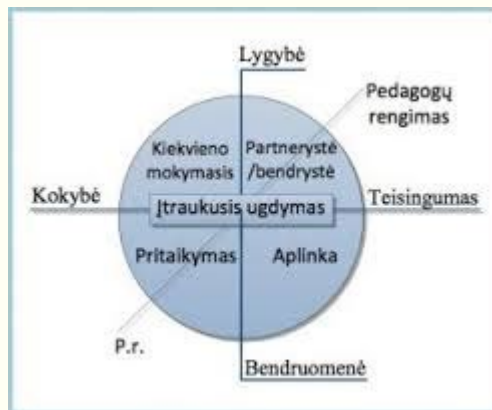 Lygybė
Pedagogų
rengimas
Kiekvieno
mokymasis
Partnerystė
/bendrystė
Kokybė
Įtraukusis ugdymas
Teisingumas
Pritaikymas
Aplinka
P.r.
Bendruomenė